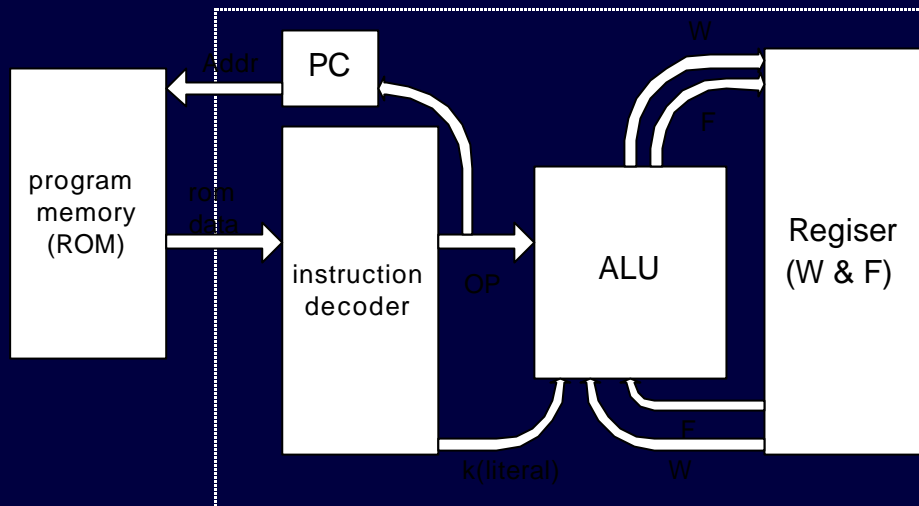 W
PC
Addr
F
program
memory
(ROM)
rom
data
instruction
decoder
OP
ALU
Regiser
(W & F)
F
k(literal)
W